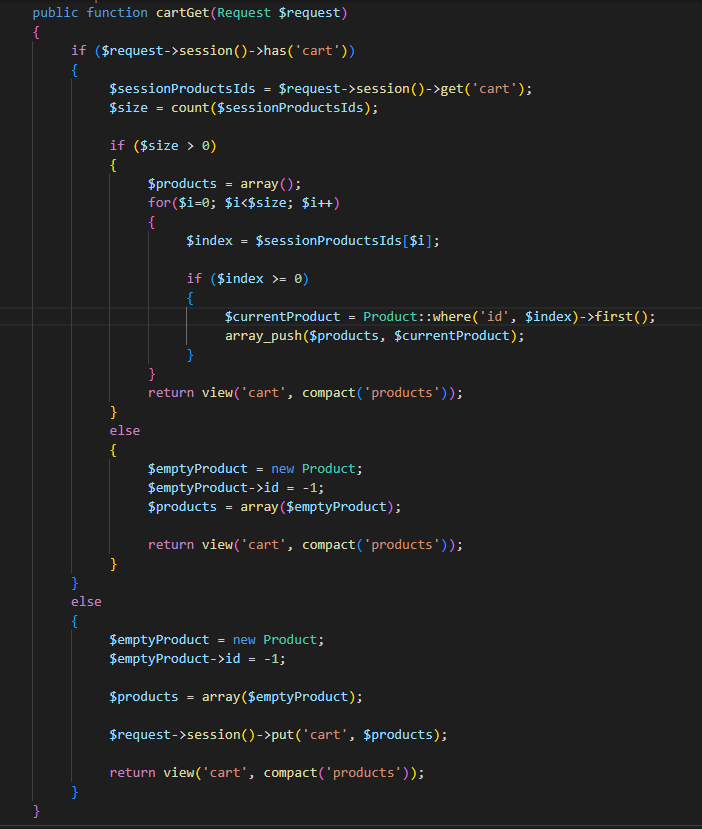 public function cartGet(Request $request)
{
    if ($request->session()->has('cart'))
    {
        $sessionProductsIds = $request->session()->get('cart');
        $size = count($sessionProductsIds);

        if ($size > 0)
        {
            $products = array();
            for($i=0; $i<$size; $i++)
            {
                $index = $sessionProductsIds[$i];

                if ($index >= 0)
                {
                    $currentProduct = Product::where('id', $index)->first();
                    array_push($products, $currentProduct);
                }
            }
            return view('cart', compact('products'));
        }
        else
        {
            $emptyProduct = new Product;
            $emptyProduct->id = -1;
            $products = array($emptyProduct);

            return view('cart', compact('products'));
        }
    }
    else
    {
        $emptyProduct = new Product;
        $emptyProduct->id = -1;

        $products = array($emptyProduct);

        $request->session()->put('cart', $products);

        return view('cart', compact('products'));
    }
}